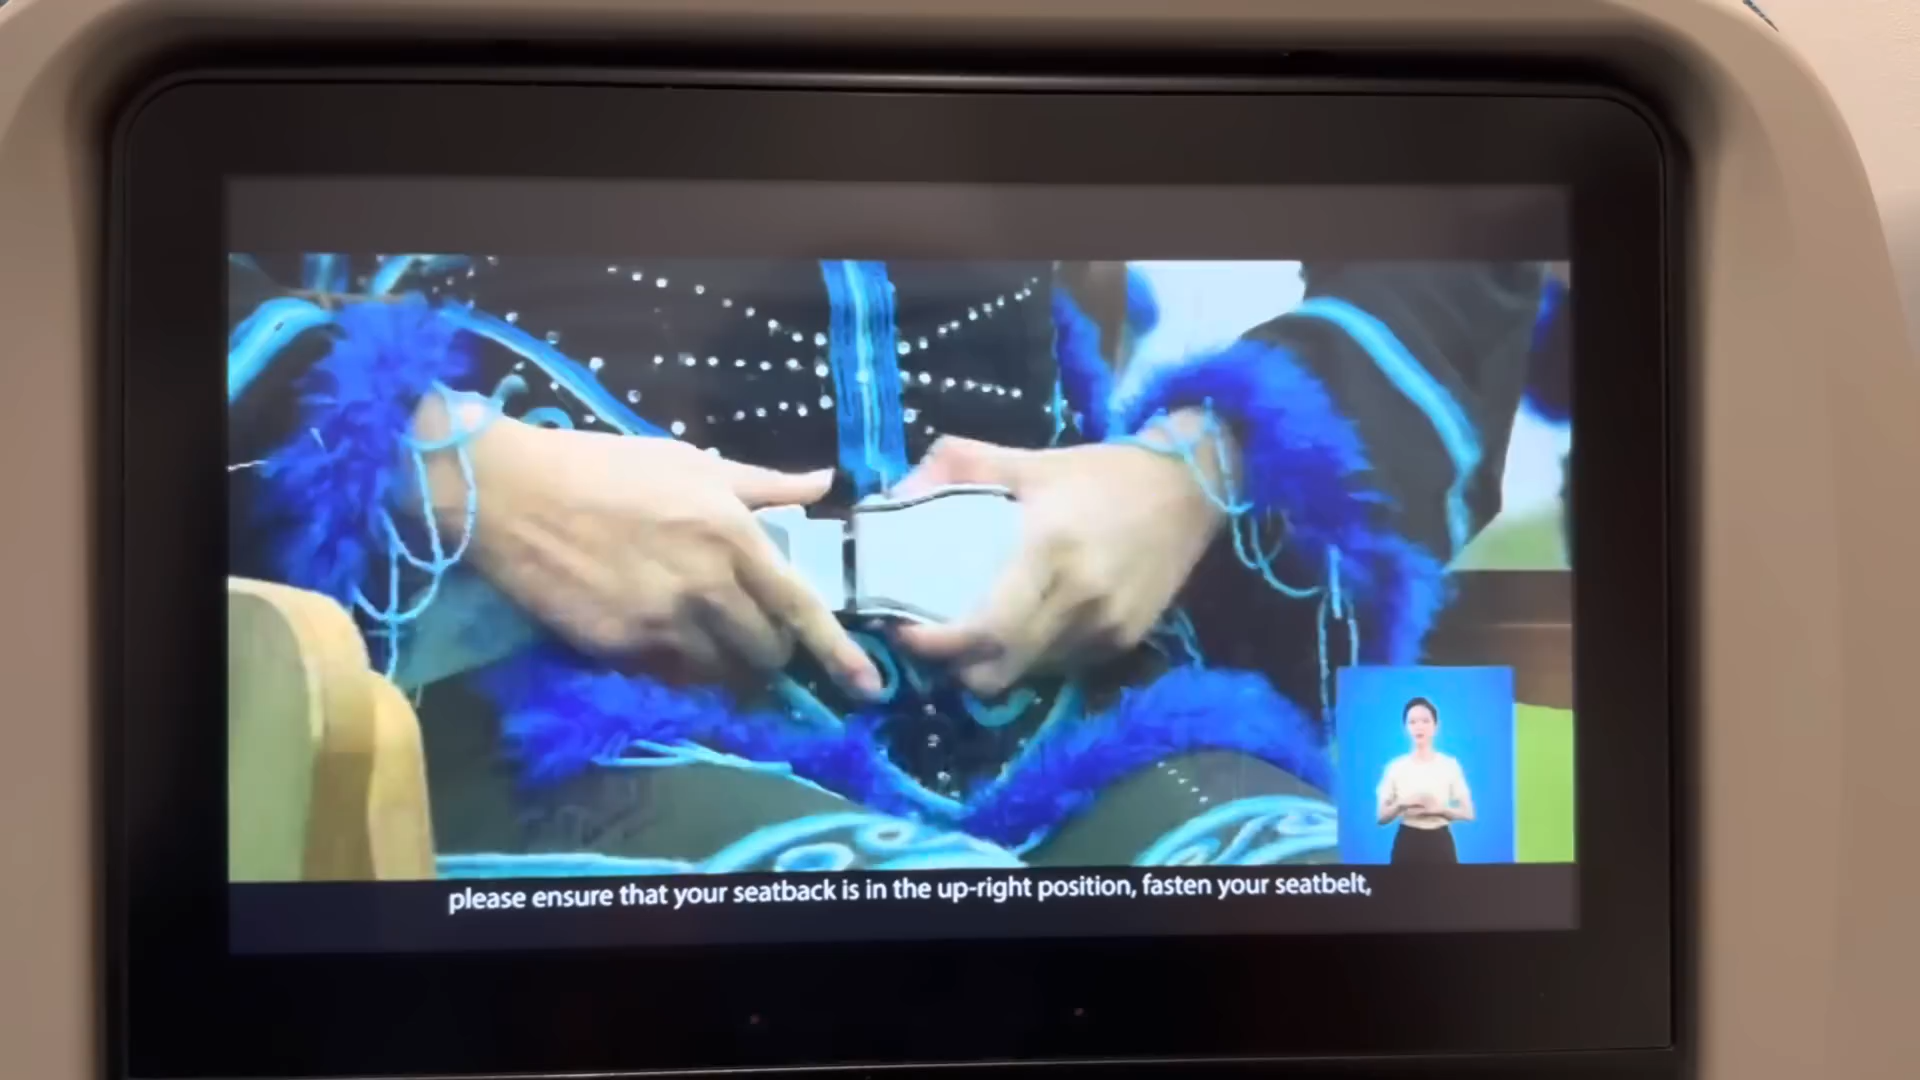 please ensure that your seatback is in the up-right position, fasten your seatbelt,